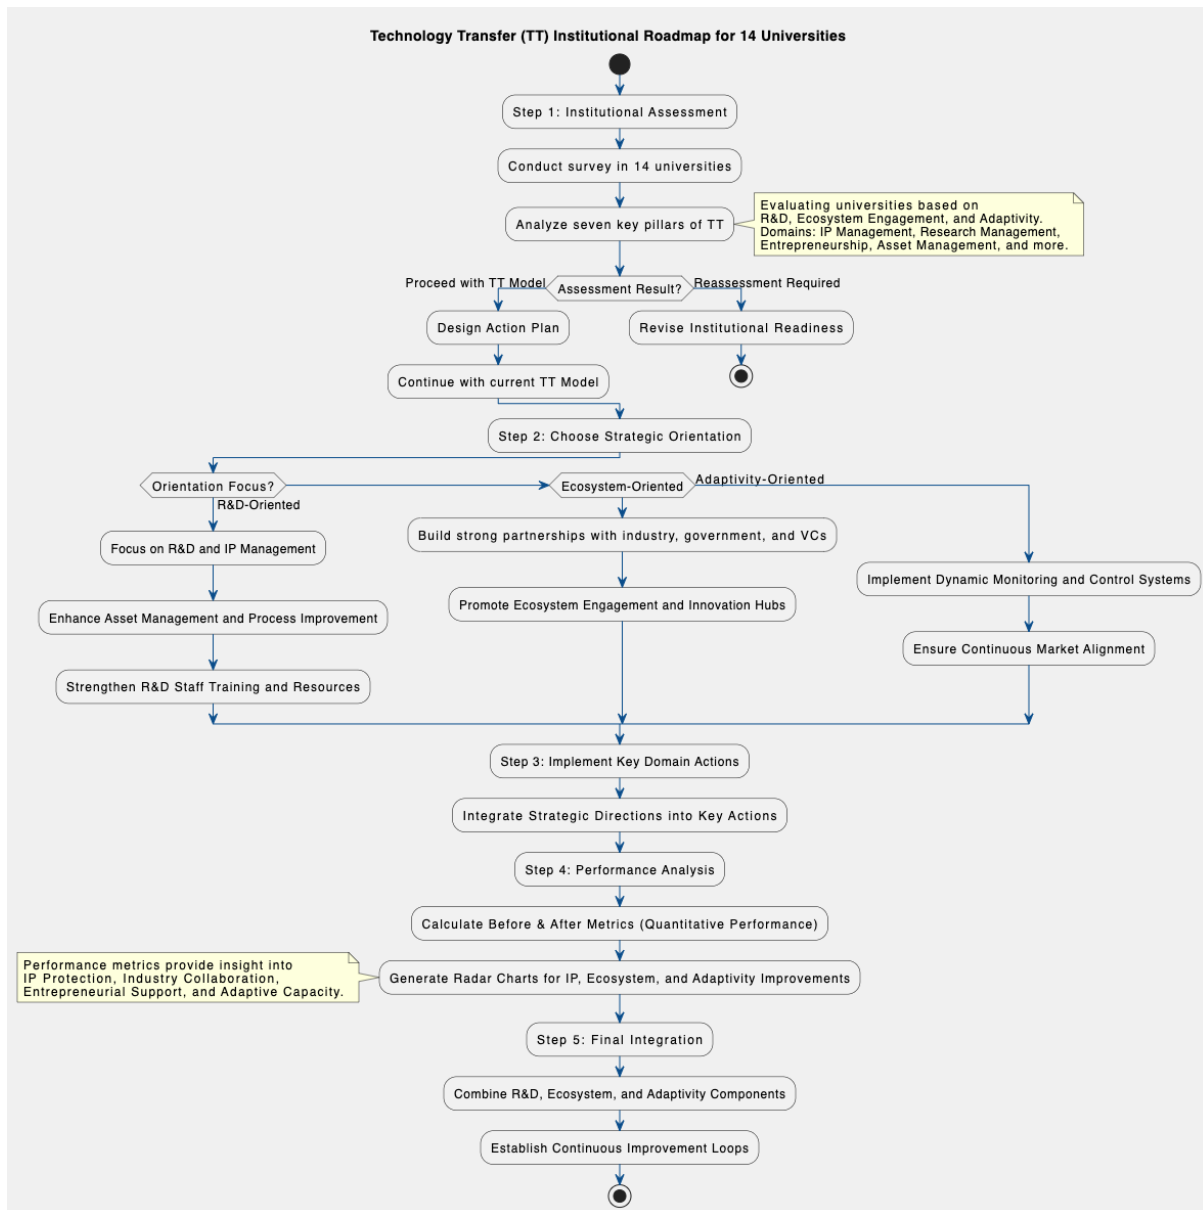 Technology Transfer (TT) Institutional Roadmap for 14 Universities
Step 1: Institutional Assessment
Conduct survey in 14 universities
Analyze seven key pillars of TT
Evaluating universities based on
R&D, Ecosystem Engagement, and Adaptivity.
Domains: IP Management, Research Management,
Entrepreneurship, Asset Management, and more.
Proceed with TT Model
Assessment Result?
Reassessment Required
Design Action Plan
Revise Institutional Readiness
Continue with current TT Model
Step 2: Choose Strategic Orientation
Orientation Focus?
Ecosystem-Oriented
Adaptivity-Oriented
R&D-Oriented
Focus on R&D and IP Management
Build strong partnerships with industry, government, and VCs
Implement Dynamic Monitoring and Control Systems
Enhance Asset Management and Process Improvement
Promote Ecosystem Engagement and Innovation Hubs
Ensure Continuous Market Alignment
Strengthen R&D Staff Training and Resources
Step 3: Implement Key Domain Actions
Integrate Strategic Directions into Key Actions
Step 4: Performance Analysis
Calculate Before & After Metrics (Quantitative Performance)
Performance metrics provide insight into
IP Protection, Industry Collaboration,
Entrepreneurial Support, and Adaptive Capacity.
Generate Radar Charts for IP, Ecosystem, and Adaptivity Improvements
Step 5: Final Integration
Combine R&D, Ecosystem, and Adaptivity Components
Establish Continuous Improvement Loops